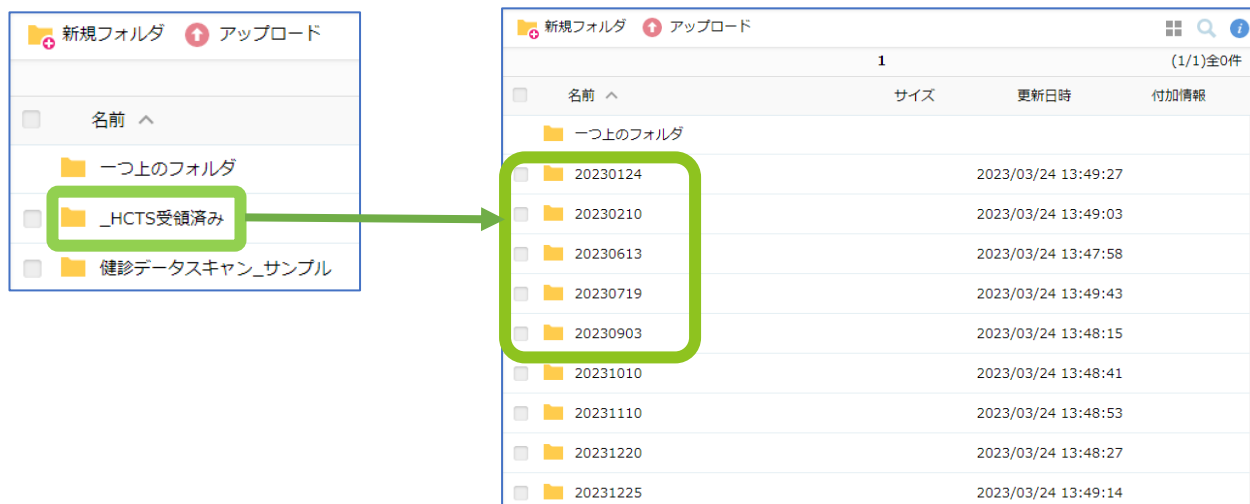 新規フォルダ アップロード
名前
一つ上のフォルダ
_HCTS受領済み
健診データスキャン_サンプル
新規フォルダ アップロード
1 (1/1)全0件
名前 サイズ 更新日時 付加情報
一つ上のフォルダ
20230124 2023/03/24 13:49:27
20230210 2023/03/24 13:49:03
20230613 2023/03/24 13:47:58
20230719 2023/03/24 13:49:43
20230903 2023/03/24 13:48:15
20231010 2023/03/24 13:48:41
20231110 2023/03/24 13:48:53
20231220 2023/03/24 13:48:27
20231225 2023/03/24 13:49:14